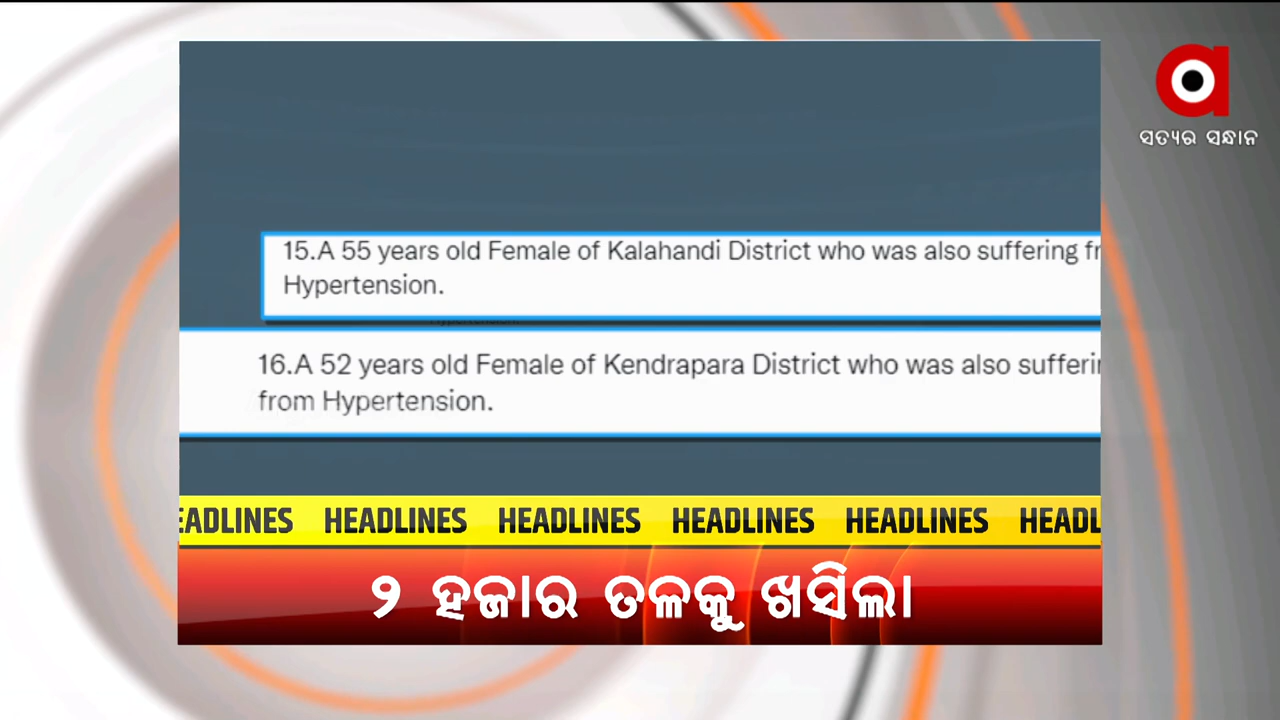 ସତ୍ୟର ସନ୍ଧାନ
15.A 55 years old Female of Kalahandi District who was also suffering
Hypertension.
16.A 52 years old Female of Kendrapara District who was also
from Hypertension.
HEADLINES HEADLINES HEADLINES HEADLINES
୨ ହଜାର ତଳକୁ ଖସିଲା